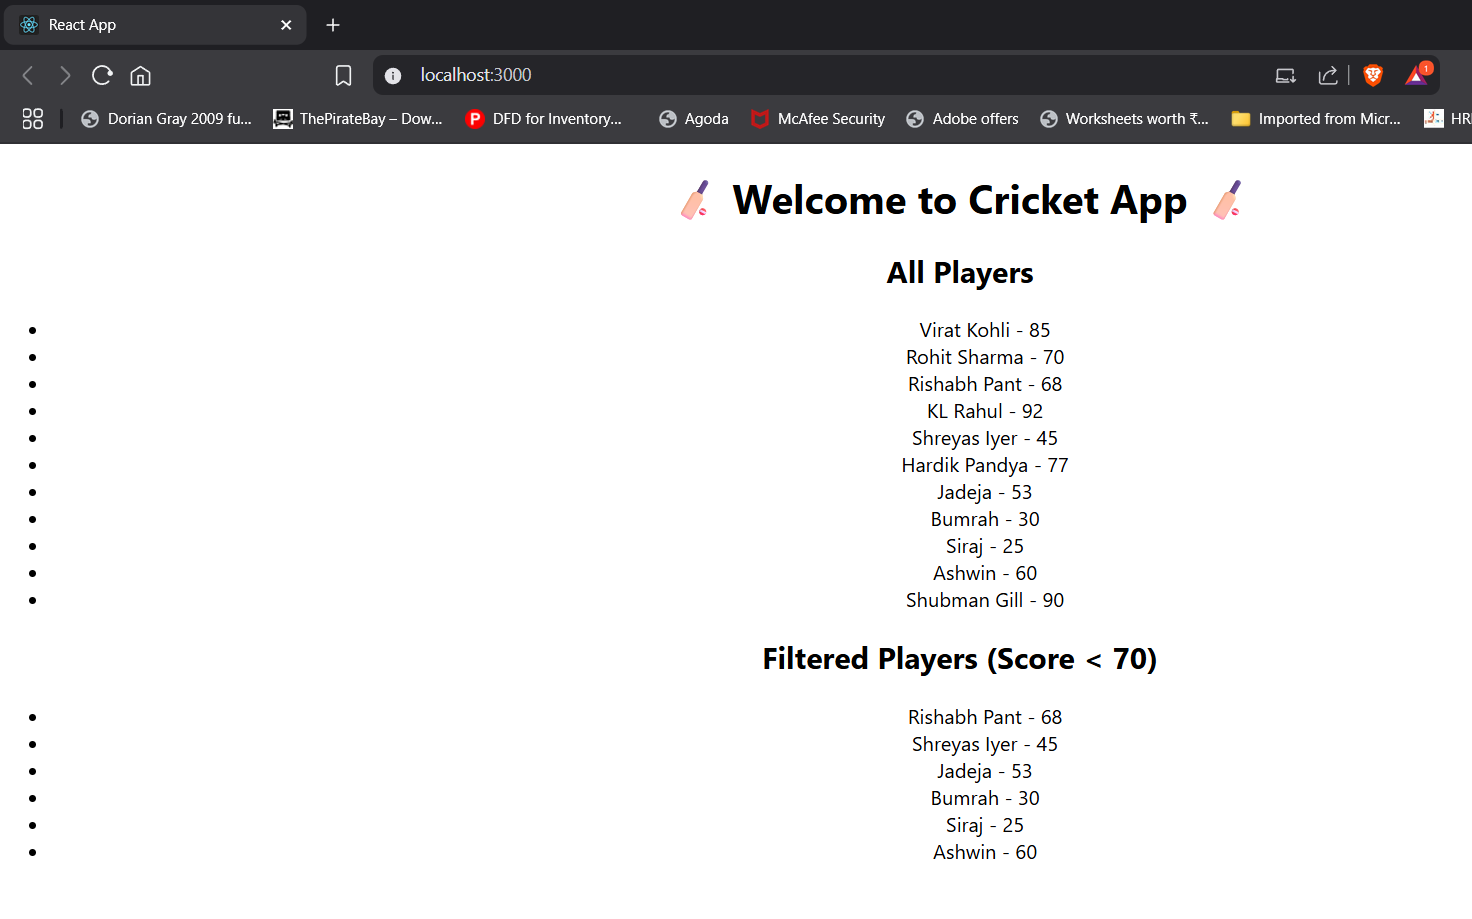 React App
localhost:3000
1
Dorian Gray 2009 fu... ThePirateBay – Dow... P DFD for Inventory... Agoda McAfee Security Adobe offers Worksheets worth ₹... Imported from Micr...
Welcome to Cricket App
All Players
Virat Kohli - 85
Rohit Sharma - 70
Rishabh Pant - 68
KL Rahul - 92
Shreyas Iyer - 45
Hardik Pandya - 77
Jadeja - 53
Bumrah - 30
Siraj - 25
Ashwin - 60
Shubman Gill - 90
Filtered Players (Score < 70)
Rishabh Pant - 68
Shreyas Iyer - 45
Jadeja - 53
Bumrah - 30
Siraj - 25
Ashwin - 60